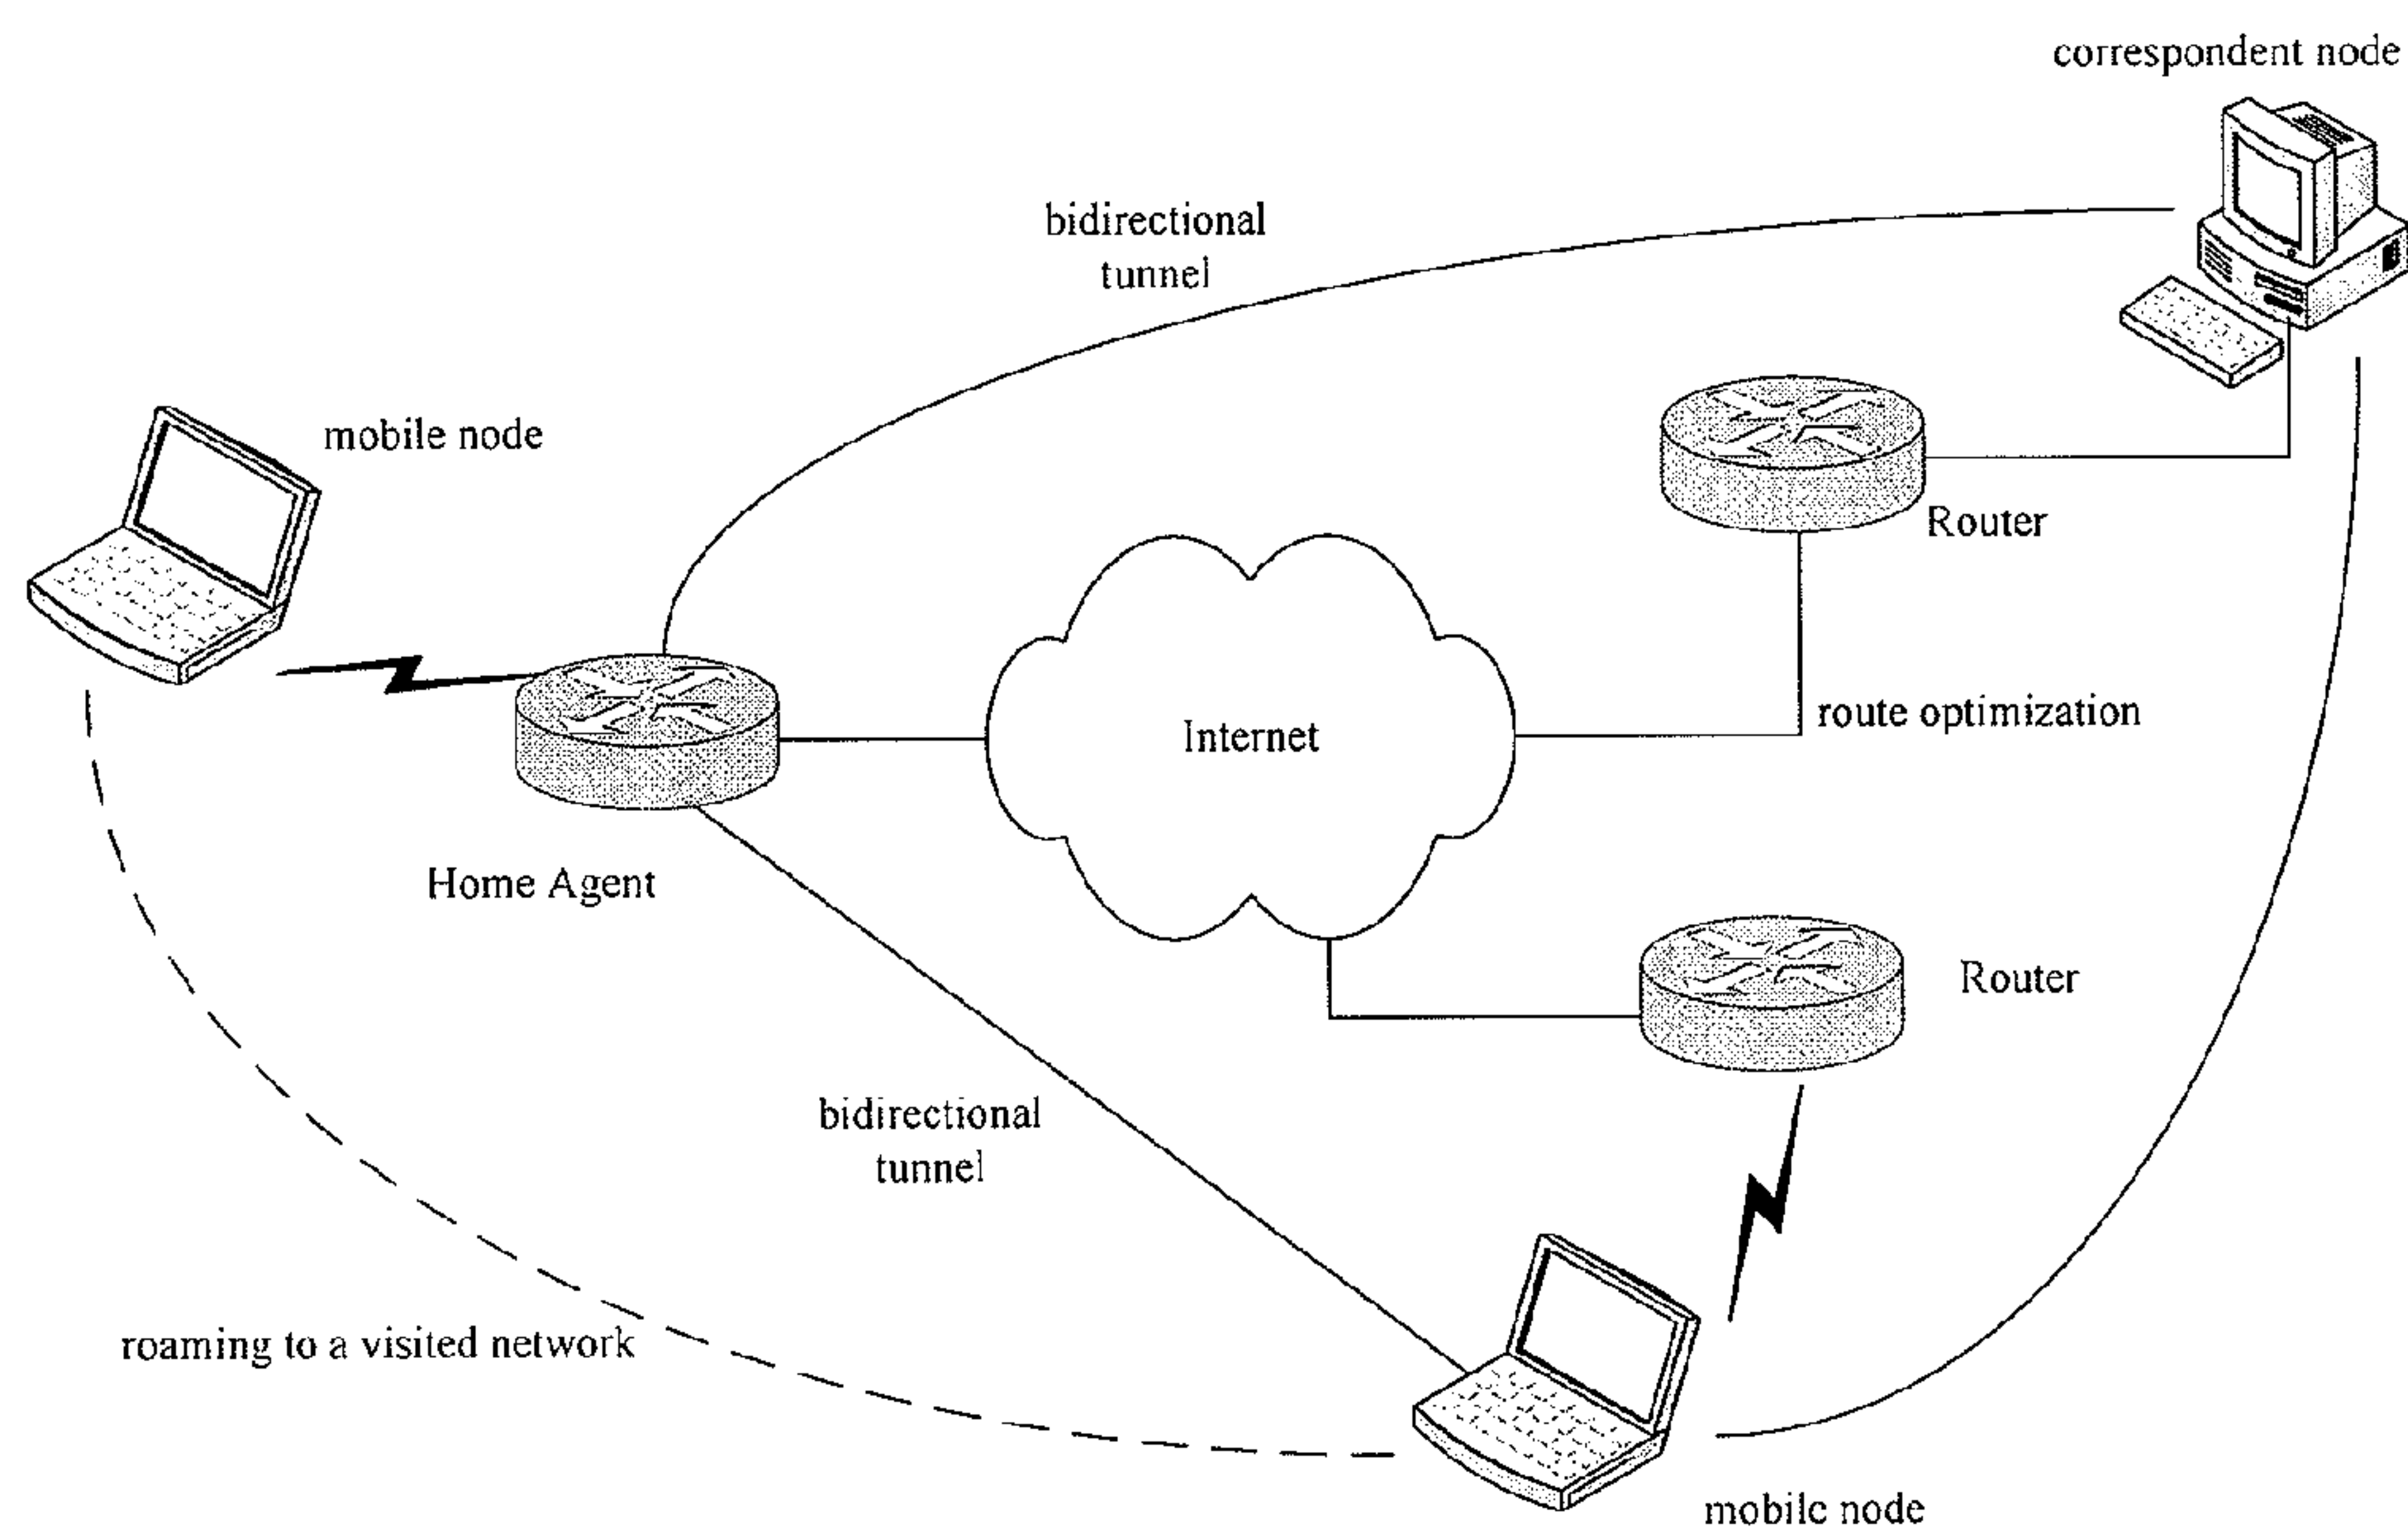 correspondent node
bidirectional
tunnel
mobile node
Router
route optimization
Internet
Home Agent
Router
bidirectional
tunnel
roaming to a visited network
mobile node